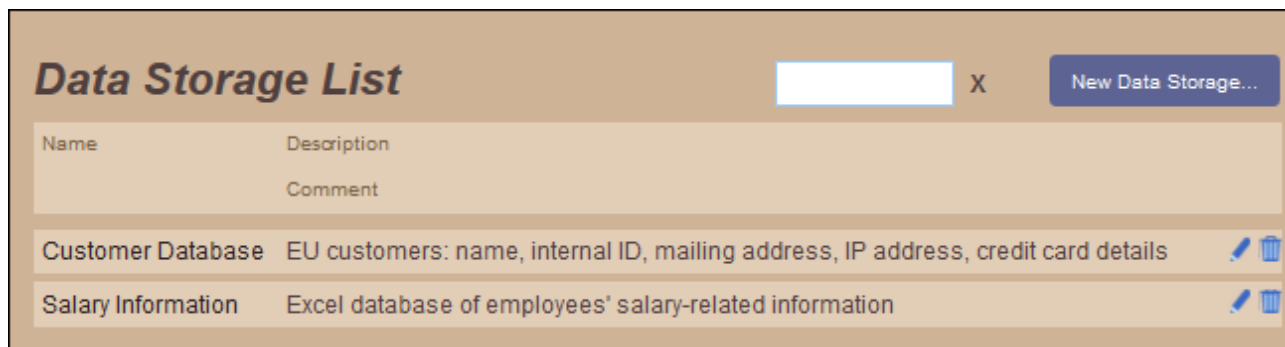 Data Storage List
X
New Data Storage...
Name Description
Comment
Customer Database EU customers: name, internal ID, mailing address, IP address, credit card details
Salary Information Excel database of employees' salary-related information